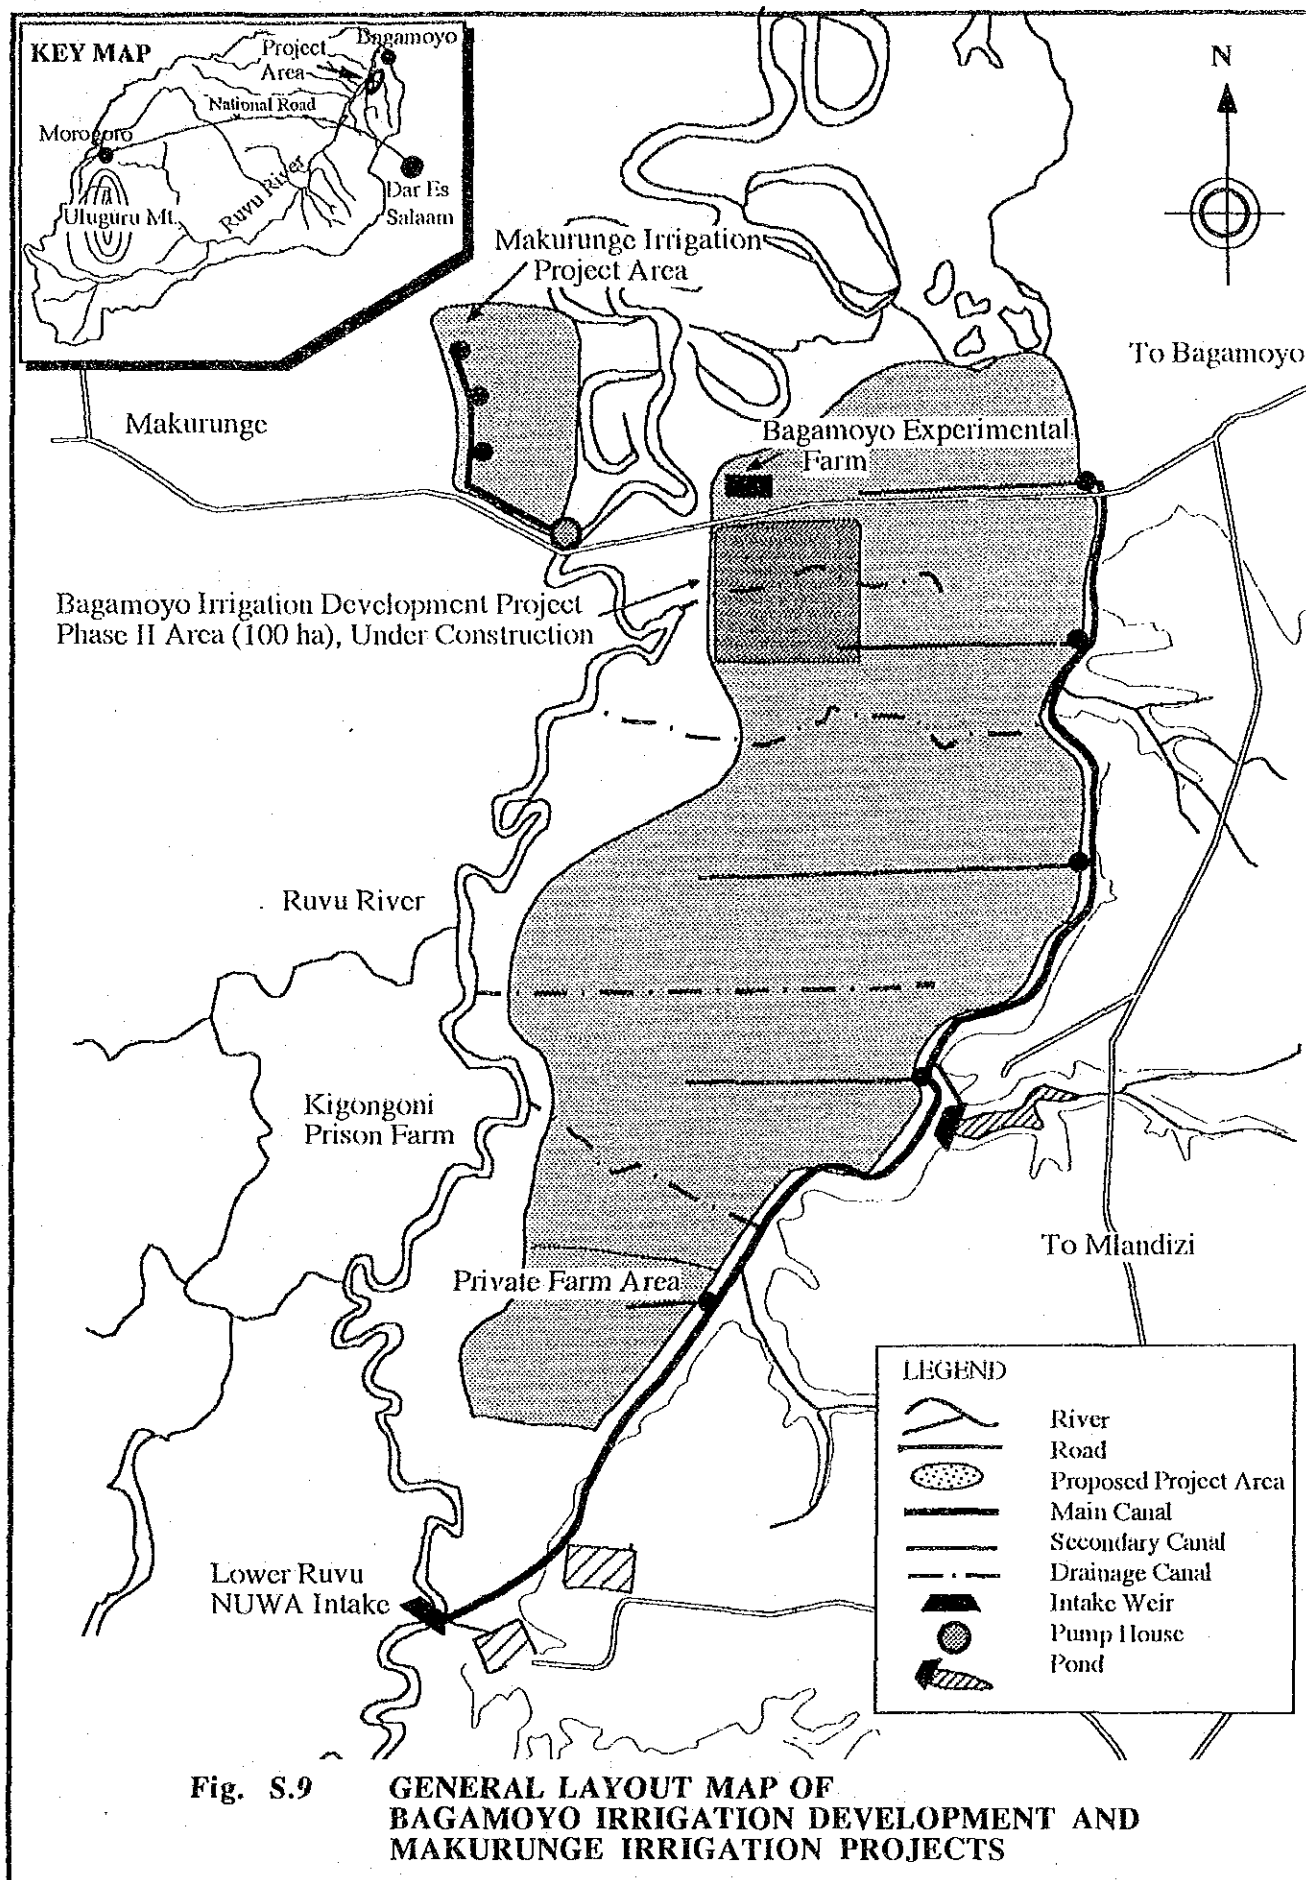 KEY MAP
Bagamoyo
Project
Area
National Road
Morogoro
Ruvu River
Dar Es
Salaam
Uluguru Mt.
N
Makurunge Irrigation
Project Area
To Bagamoyo
Makurunge
Bagamoyo Experimental
Farm
Bagamoyo Irrigation Development Project
Phase II Area (100 ha), Under Construction
Ruvu River
Kigongoni
Prison Farm
To Mlandizi
Private Farm Area
Lower Ruvu
NUWA Intake
LEGEND
River
Road
Proposed Project Area
Main Canal
Secondary Canal
Drainage Canal
Intake Weir
Pump House
Pond
Fig. S.9 GENERAL LAYOUT MAP OF
BAGAMOYO IRRIGATION DEVELOPMENT AND
MAKURUNGE IRRIGATION PROJECTS